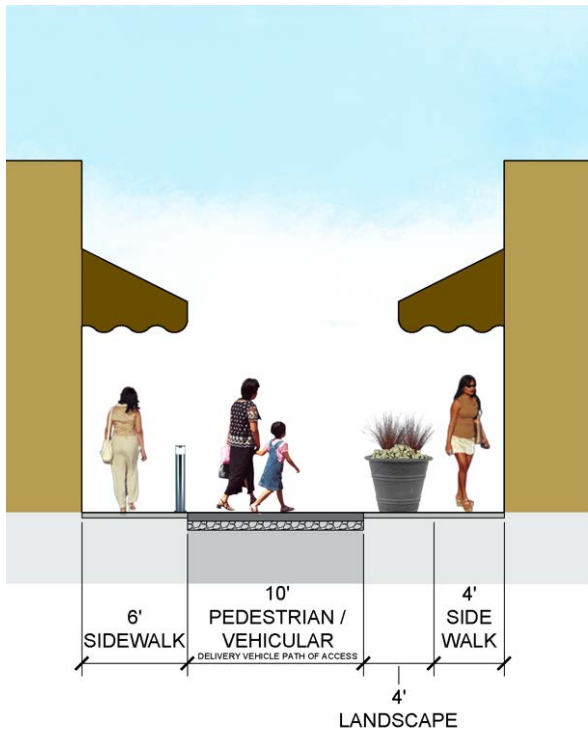 6'
SIDEWALK
10'
PEDESTRIAN /
VEHICULAR
DELIVERY VEHICLE PATH OF ACCESS
4'
SIDE
WALK
4'
LANDSCAPE